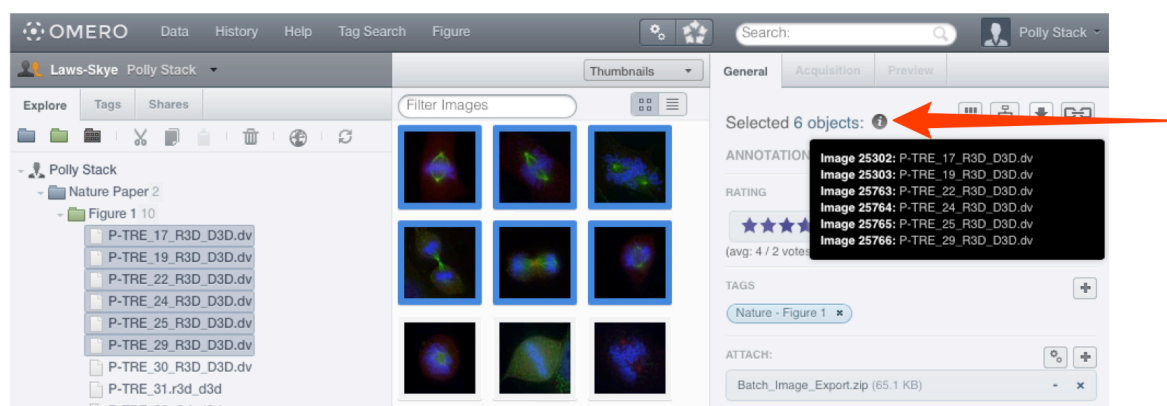 OMERO Data History Help Tag Search Figure Search: Polly Stack
Laws-Skye Polly Stack
Thumbnails
General Acquisition Preview
Explore Tags Shares
Filter Images
Selected 6 objects:
Polly Stack
Nature Paper 2
Figure 1 10
P-TRE_17_R3D_D3D.dv
P-TRE_19_R3D_D3D.dv
P-TRE_22_R3D_D3D.dv
P-TRE_24_R3D_D3D.dv
P-TRE_25_R3D_D3D.dv
P-TRE_29_R3D_D3D.dv
P-TRE_30_R3D_D3D.dv
P-TRE_31.r3d_d3d
ANNOTATION
Image 25302: P-TRE_17_R3D_D3D.dv
Image 25303: P-TRE_19_R3D_D3D.dv
Image 25763: P-TRE_22_R3D_D3D.dv
Image 25764: P-TRE_24_R3D_D3D.dv
Image 25765: P-TRE_25_R3D_D3D.dv
Image 25766: P-TRE_29_R3D_D3D.dv
RATING
(avg: 4 / 2 votes
TAGS
Nature - Figure 1 ×
ATTACH:
Batch_Image_Export.zip (65.1 KB) - ×